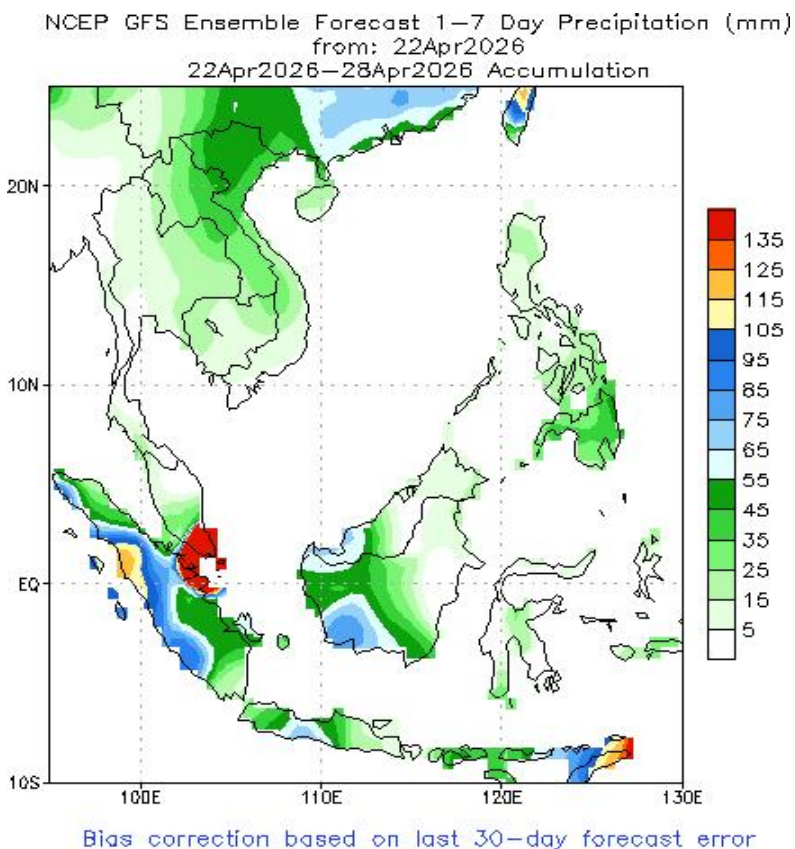 NCEP GFS Ensemble Forecast 1–7 Day Precipitation (mm)
from: 22Apr2026
22Apr2026–28Apr2026 Accumulation
20N
10N
EQ
10S
100E
110E
120E
130E
135
125
115
105
95
85
75
65
55
45
35
25
15
5
Bias correction based on last 30–day forecast error